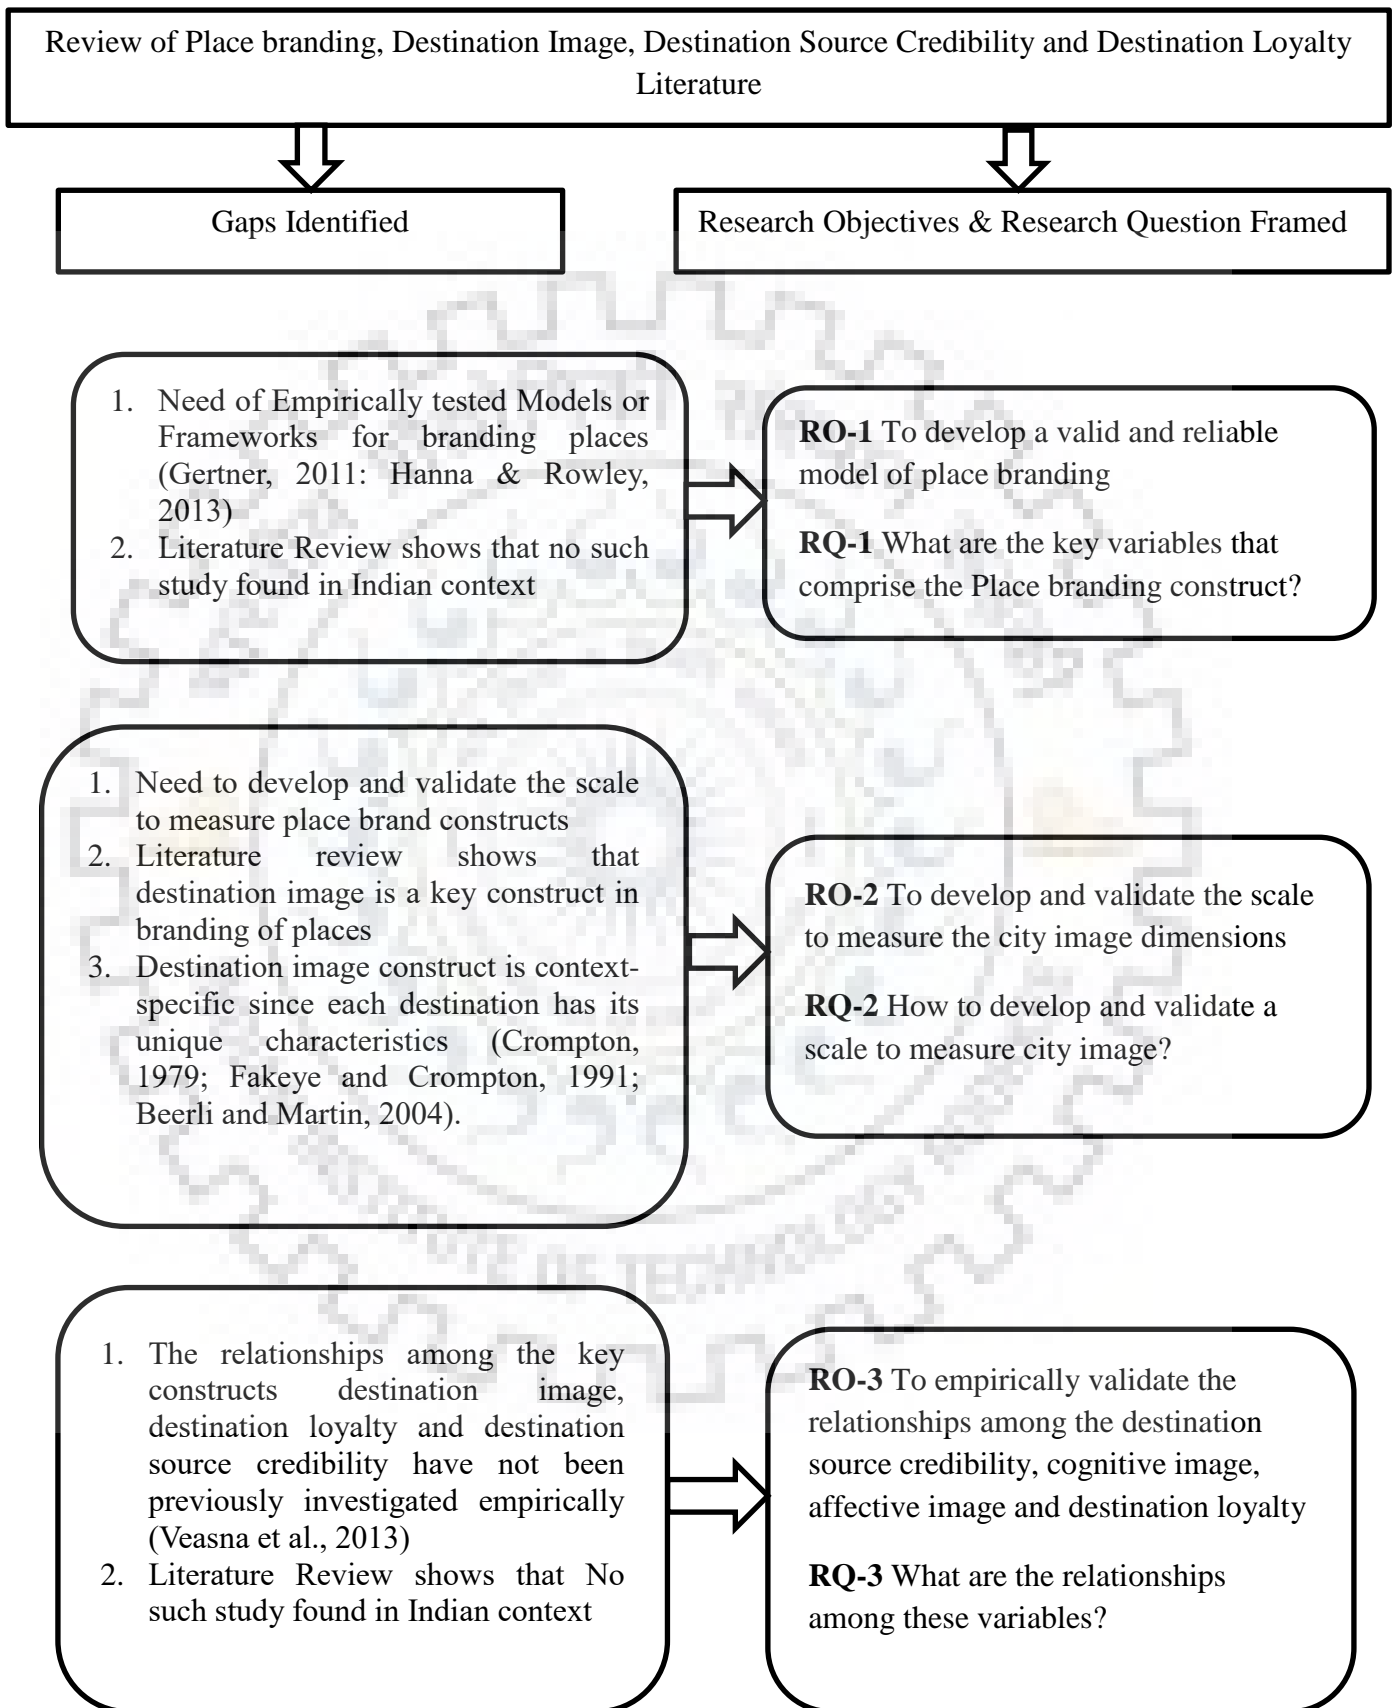 Review of Place branding, Destination Image, Destination Source Credibility and Destination Loyalty
Literature
Gaps Identified
Research Objectives & Research Question Framed
1. Need of Empirically tested Models or
Frameworks for branding places
(Gertner, 2011: Hanna & Rowley,
2013)
2. Literature Review shows that no such
study found in Indian context
RO-1 To develop a valid and reliable
model of place branding
RQ-1 What are the key variables that
comprise the Place branding construct?
1. Need to develop and validate the scale
to measure place brand constructs
2. Literature review shows that
destination image is a key construct in
branding of places
3. Destination image construct is context-
specific since each destination has its
unique characteristics (Crompton,
1979; Fakeye and Crompton, 1991;
Beerli and Martin, 2004).
RO-2 To develop and validate the scale
to measure the city image dimensions
RQ-2 How to develop and validate a
scale to measure city image?
1. The relationships among the key
constructs destination image,
destination loyalty and destination
source credibility have not been
previously investigated empirically
(Veasna et al., 2013)
2. Literature Review shows that No
such study found in Indian context
RO-3 To empirically validate the
relationships among the destination
source credibility, cognitive image,
affective image and destination loyalty
RQ-3 What are the relationships
among these variables?
OF TECHNOLOGY